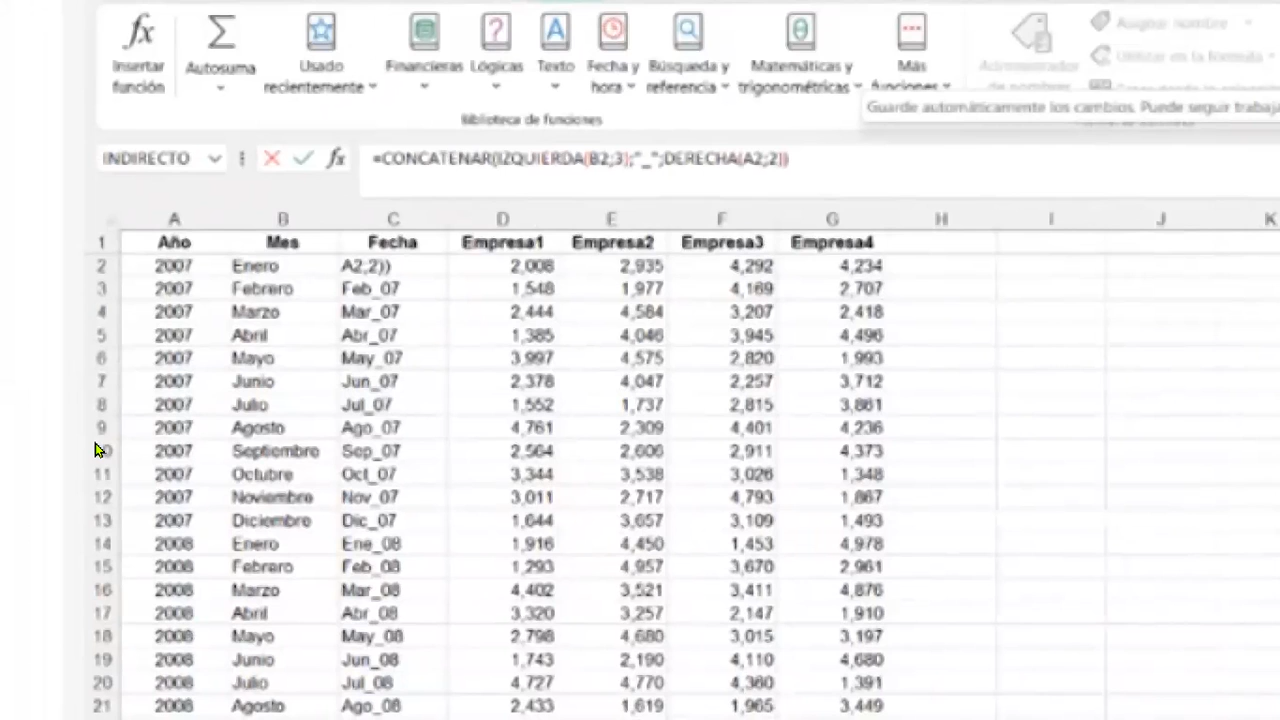 Insertar función
Autosuma
Usado recientemente
Financieras
Lógicas
Texto
Fecha y hora
Búsqueda y referencia
Matemáticas y trigonométricas
Más funciones
Administrador de nombres
Asignar nombre
Utilizar en la fórmula
Guarde automáticamente los cambios. Puede seguir trabaja
Biblioteca de funciones
INDIRECTO fx =CONCATENAR(IZQUIERDA(B2;3);"_";DERECHA(A2;2))
A B C D E F G H I J K
1 Año Mes Fecha Empresa1 Empresa2 Empresa3 Empresa4
2 2007 Enero A2;2)) 2,008 2,935 4,292 4,234
3 2007 Febrero Feb_07 1,548 1,977 4,169 2,707
4 2007 Marzo Mar_07 2,444 4,584 3,207 2,418
5 2007 Abril Abr_07 1,385 4,046 3,945 4,496
6 2007 Mayo May_07 3,997 4,575 2,820 1,993
7 2007 Junio Jun_07 2,378 4,047 2,257 3,712
8 2007 Julio Jul_07 1,552 1,737 2,815 3,861
9 2007 Agosto Ago_07 4,761 2,309 4,401 4,236
2007 Septiembre Sep_07 2,564 2,606 2,911 4,373
11 2007 Octubre Oct_07 3,344 3,538 3,026 1,348
12 2007 Noviembre Nov_07 3,011 2,717 4,793 1,867
13 2007 Diciembre Dic_07 1,644 3,657 3,109 1,493
14 2008 Enero Ene_08 1,916 4,450 1,453 4,978
15 2008 Febrero Feb_08 1,293 4,957 3,670 2,961
16 2008 Marzo Mar_08 4,402 3,521 3,411 4,876
17 2008 Abril Abr_08 3,320 3,257 2,147 1,910
18 2008 Mayo May_08 2,798 4,680 3,015 3,197
19 2008 Junio Jun_08 1,743 2,190 4,110 4,680
20 2008 Julio Jul_08 4,727 4,770 4,360 1,391
21 2008 Agosto Ago_08 2,433 1,619 1,965 3,449